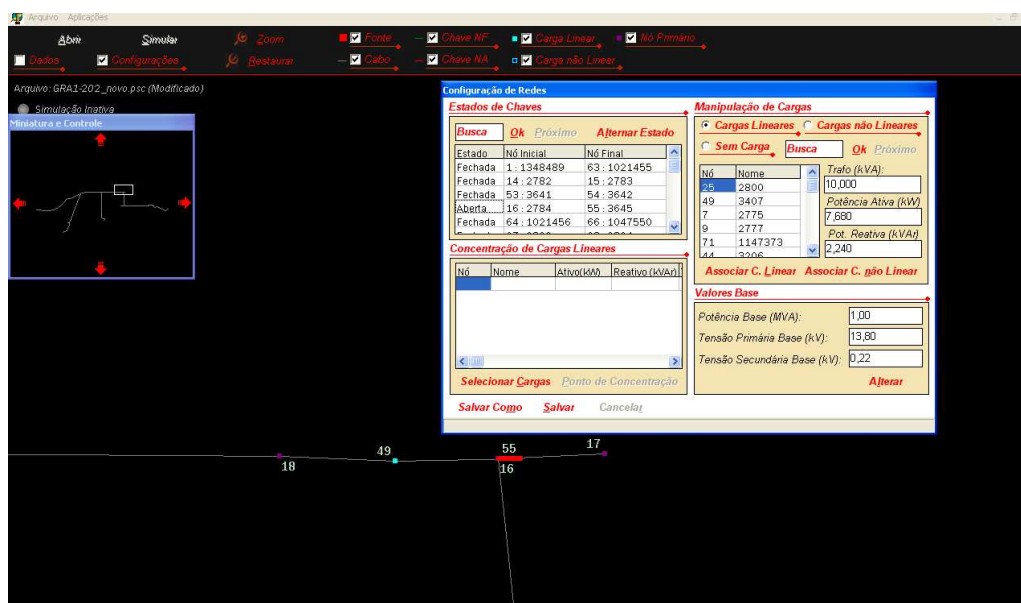 Arquivo Aplicações
Abrir Simular Zoom Fonte Chave NF Carga Linear Nó Primário
Dados Configurações Restaurar Cabo Chave NA Carga não Linear
Arquivo: GRA1-202_novo.psc (Modificado)
Simulação Inativa
Miniatura e Controle
Configuração de Redes
Estados de Chaves
Busca Ok Próximo Alternar Estado
Estado Nó Inicial Nó Final
Fechada 1 : 1348489 63 : 1021455
Fechada 14 : 2782 15 : 2783
Fechada 53 : 3641 54 : 3642
Aberta 16 : 2784 55 : 3645
Fechada 64 : 1021456 66 : 1047550
Concentração de Cargas Lineares
Nó Nome Ativo(kW) Reativo (kVAr)
Selecionar Cargas Ponto de Concentração
Salvar Como Salvar Cancelar
Manipulação de Cargas
Cargas Lineares Cargas não Lineares
Sem Carga Busca Ok Próximo
Nó Nome
25 2800
49 3407
7 2775
9 2777
71 1147373
44 3206
Trafo (kVA):
10,000
Potência Ativa (kW)
7,680
Pot. Reativa (kVAr)
2,240
Associar C. Linear Associar C. não Linear
Valores Base
Potência Base (MVA): 1,00
Tensão Primária Base (kV): 13,80
Tensão Secundária Base (kV): 0,22
Alterar
18
49
55
16
17